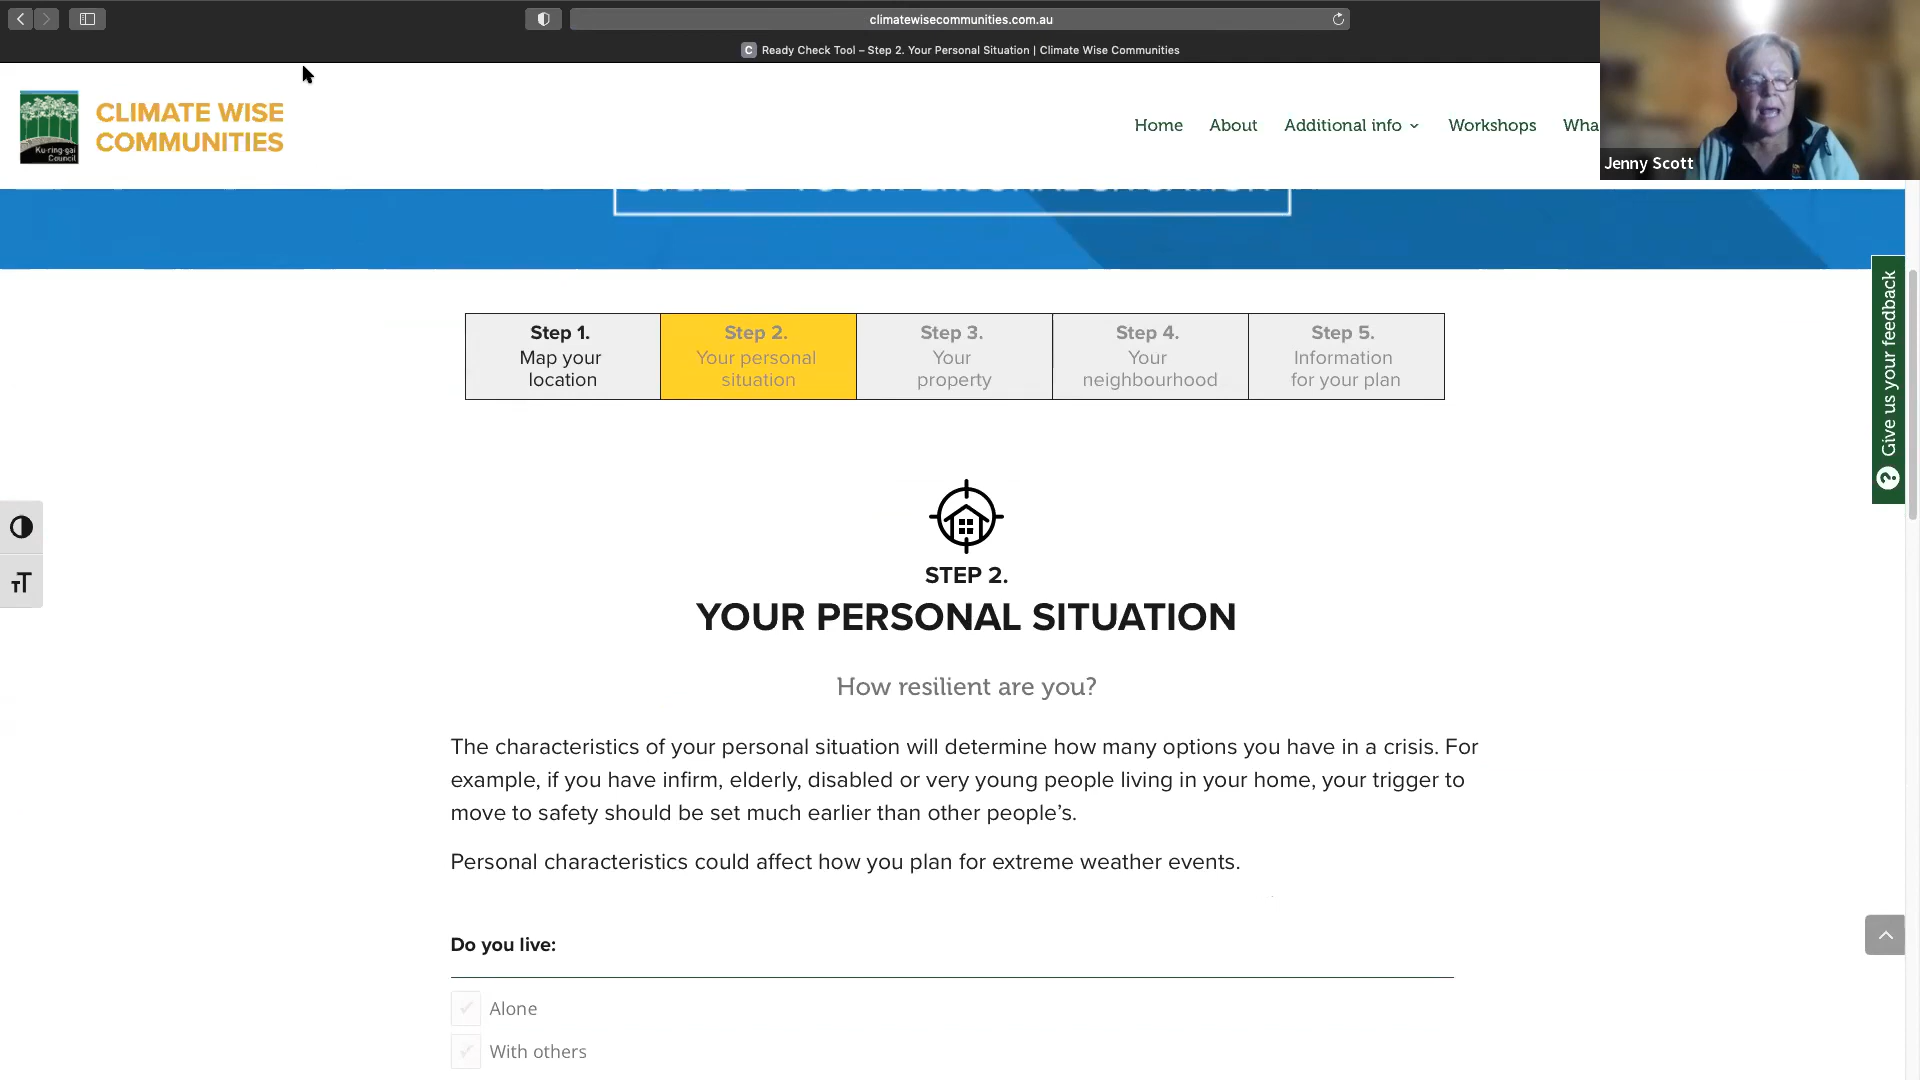 climatewisecommunities.com.au
C Ready Check Tool – Step 2. Your Personal Situation | Climate Wise Communities
Ku-ring-gai
Council
CLIMATE WISE
COMMUNITIES
Home
About
Additional info
Workshops
Wha
Jenny Scott
Step 1.
Map your
location
Step 2.
Your personal
situation
Step 3.
Your
property
Step 4.
Your
neighbourhood
Step 5.
Information
for your plan
Give us your feedback
STEP 2.
YOUR PERSONAL SITUATION
How resilient are you?
The characteristics of your personal situation will determine how many options you have in a crisis. For
example, if you have infirm, elderly, disabled or very young people living in your home, your trigger to
move to safety should be set much earlier than other people’s.
Personal characteristics could affect how you plan for extreme weather events.
Do you live:
Alone
With others